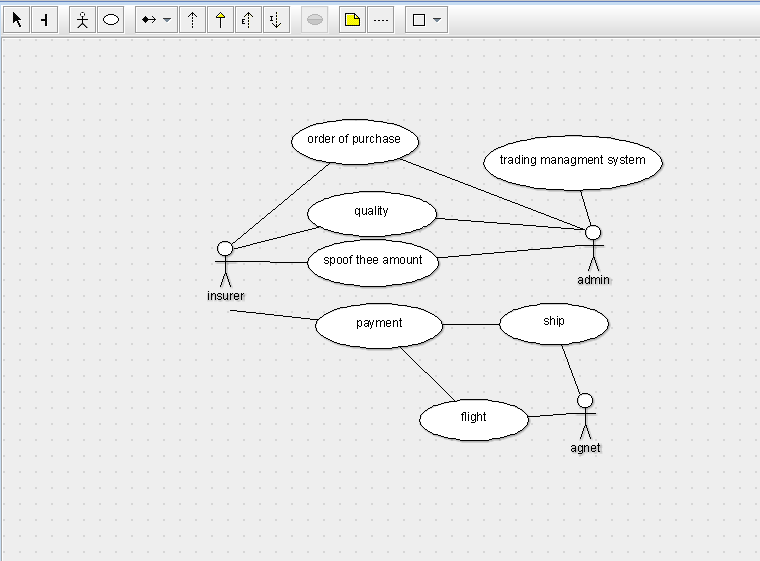 order of purchase
trading managment system
quality
spoof thee amount
insurer
admin
payment
ship
flight
agnet